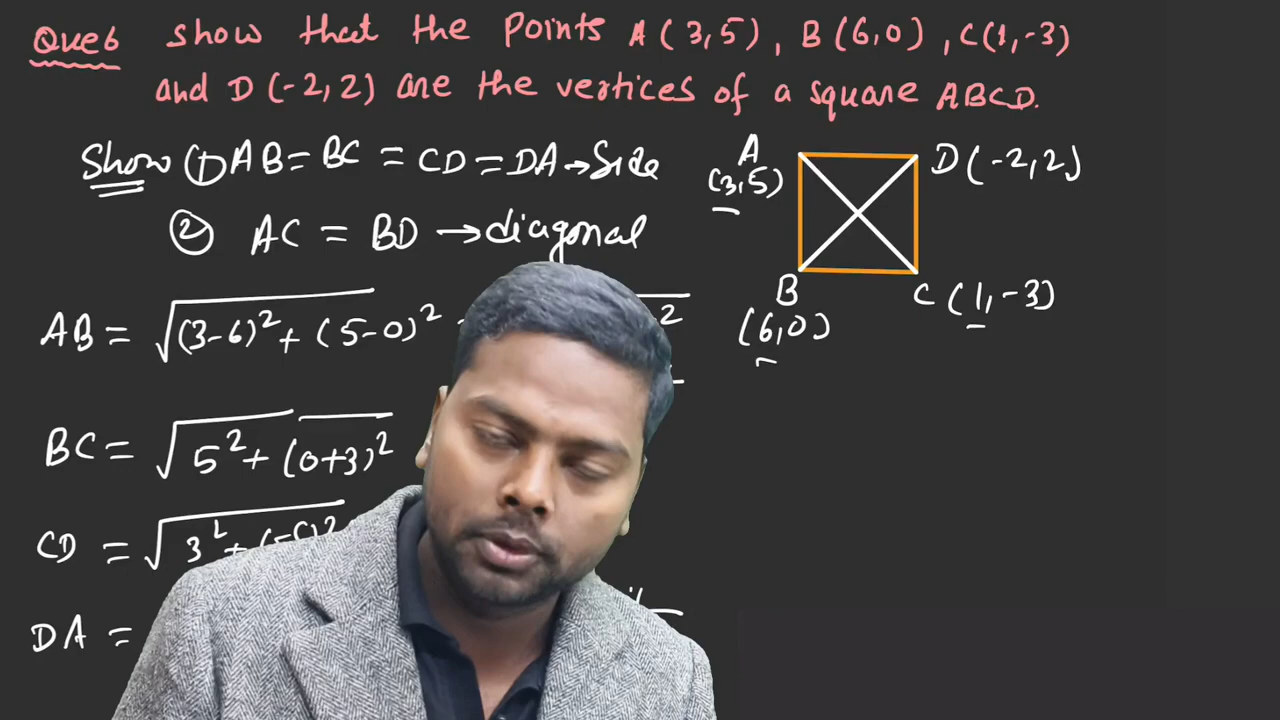 Que6 show that the points A(3,5), B(6,0), C(1,-3)
and D(-2,2) are the vertices of a square ABCD.
Show ① AB = BC = CD = DA → Side
② AC = BD → diagonal
A
(3,5)
D(-2,2)
B
(6,0)
C(1,-3)
AB = √(3-6)² + (5-0)²
BC = √5² + (0+3)²
CD = √3² +
DA =